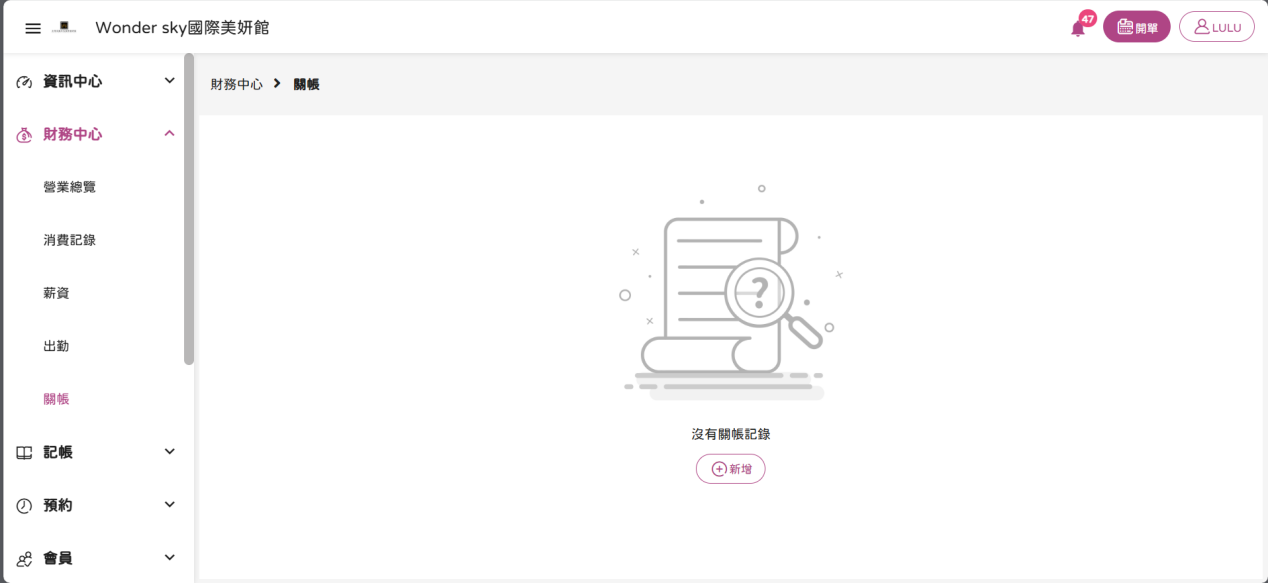 Wonder sky國際美妍館
47
開單
LULU
資訊中心
財務中心
營業總覽
消費記錄
薪資
出勤
關帳
記帳
預約
會員
財務中心 > 關帳
?
沒有關帳記錄
新增